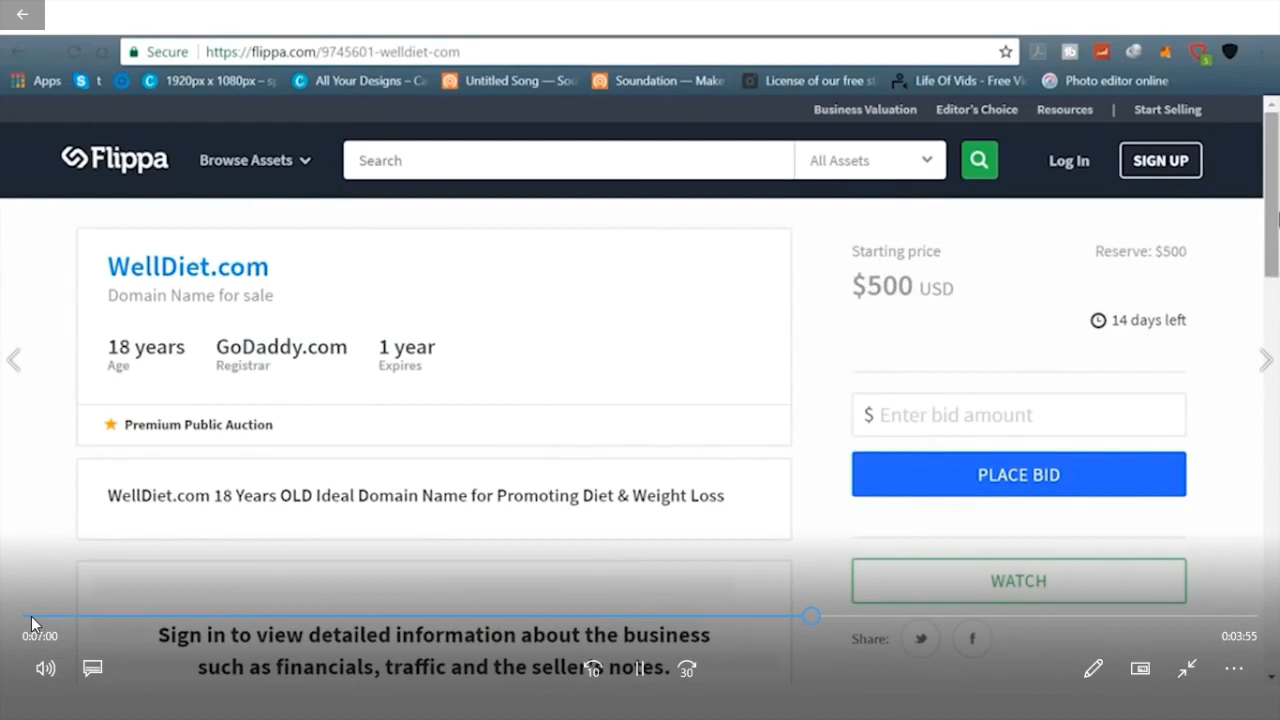 Secure https://flippa.com/9745601-welldiet-com
Apps t 1920px x 1080px – s All Your Designs – Ca Untitled Song — Sou Soundation — Make License of our free st Life Of Vids - Free Vi Photo editor online
Business Valuation Editor's Choice Resources | Start Selling
Flippa Browse Assets Search All Assets Log In SIGN UP
WellDiet.com
Domain Name for sale
18 years GoDaddy.com 1 year
Age Registrar Expires
Premium Public Auction
WellDiet.com 18 Years OLD Ideal Domain Name for Promoting Diet & Weight Loss
Sign in to view detailed information about the business
such as financials, traffic and the seller's notes.
Starting price Reserve: $500
$500 USD
14 days left
$ Enter bid amount
PLACE BID
WATCH
Share:
0:07:00 0:03:55
10 30